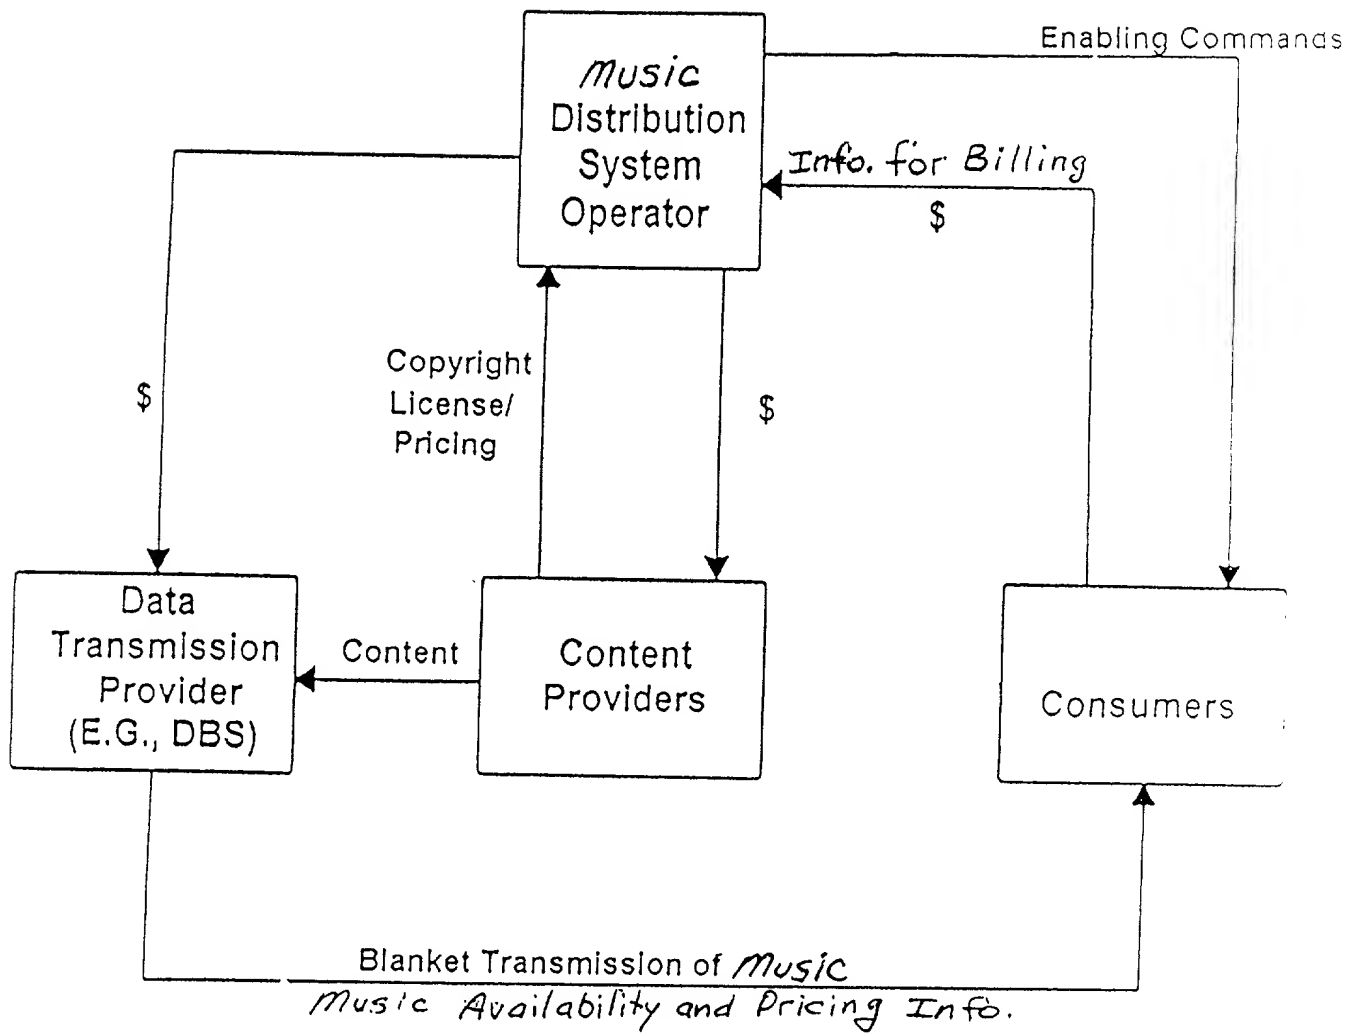 Enabling Commands
Music
Distribution
System
Operator
Info. for Billing
$
Copyright
License/
Pricing
$
$
Data
Transmission
Provider
(E.G., DBS)
Content
Content
Providers
Consumers
Blanket Transmission of Music
Music Availability and Pricing Info.